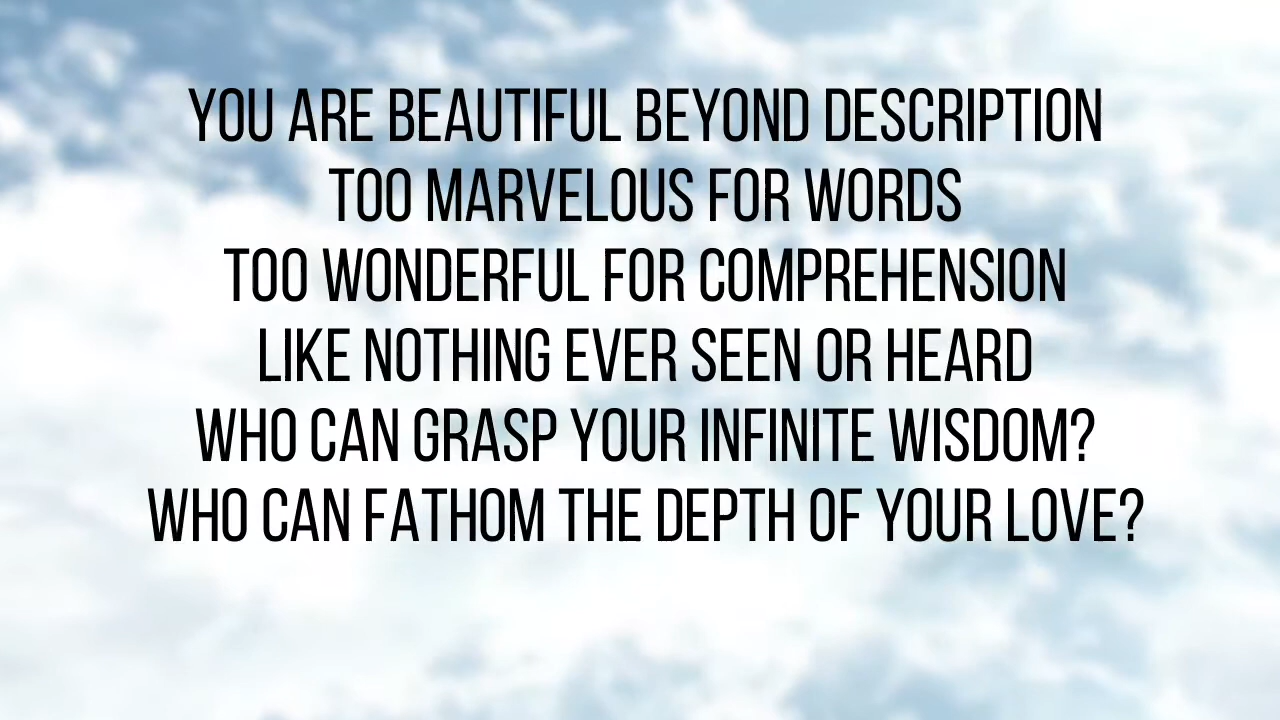 YOU ARE BEAUTIFUL BEYOND DESCRIPTION
TOO MARVELOUS FOR WORDS
TOO WONDERFUL FOR COMPREHENSION
LIKE NOTHING EVER SEEN OR HEARD
WHO CAN GRASP YOUR INFINITE WISDOM?
WHO CAN FATHOM THE DEPTH OF YOUR LOVE?